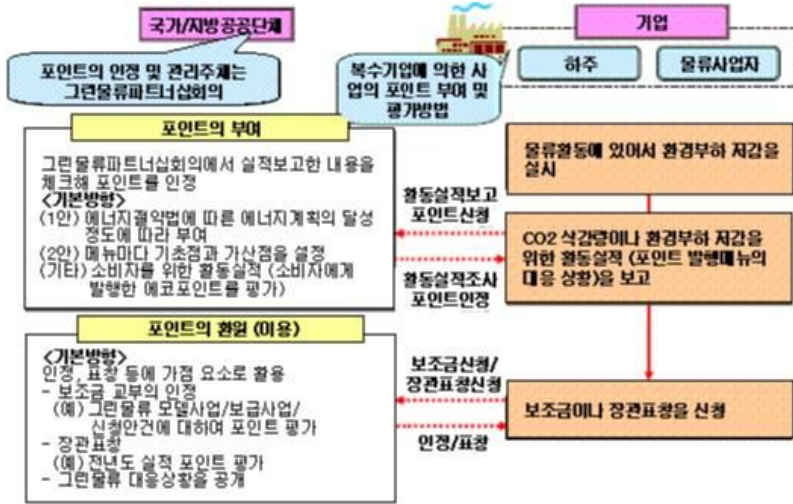 국가/지방공공단체
포인트의 인정 및 관리주체는
그린물류파트너십회의
복수기업에 의한 사
업의 포인트 부여 및
평가방법
기업
하주
물류사업자
포인트의 부여
그린물류파트너십회의에서 실적보고한 내용을
체크해 포인트를 인정
<기본방향>
(1안) 에너지절약법에 따른 에너지계획의 달성
정도에 따라 부여
(2안) 메뉴마다 기초점과 가산점을 설정
(기타) 소비자를 위한 활동실적 (소비자에게
발행한 에코포인트를 평가)
활동실적보고
포인트신청
활동실적조사
포인트인정
물류활동에 있어서 환경부하 저감을
실시
CO2 삭감량이나 환경부하 저감을
위한 활동실적 (포인트 발행메뉴의
대응 상황)을 보고
포인트의 환원 (이용)
<기본방향>
인정, 표창 등에 가점 요소로 활용
- 보조금 교부의 인정
(예) 그린물류 모델사업/보급사업/
신청안건에 대하여 포인트 평가
- 장관표창
(예) 전년도 실적 포인트 평가
- 그린물류 대응상황을 공개
보조금신청/
장관표창신청
인정/표창
보조금이나 장관표창을 신청